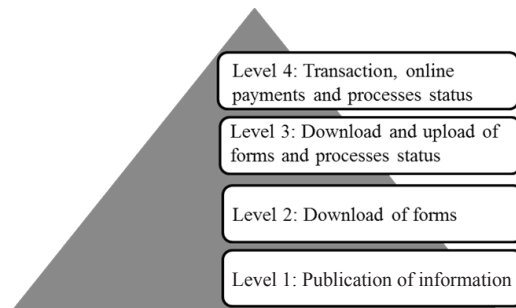 Level 4: Transaction, online
payments and processes status
Level 3: Download and upload of
forms and processes status
Level 2: Download of forms
Level 1: Publication of information